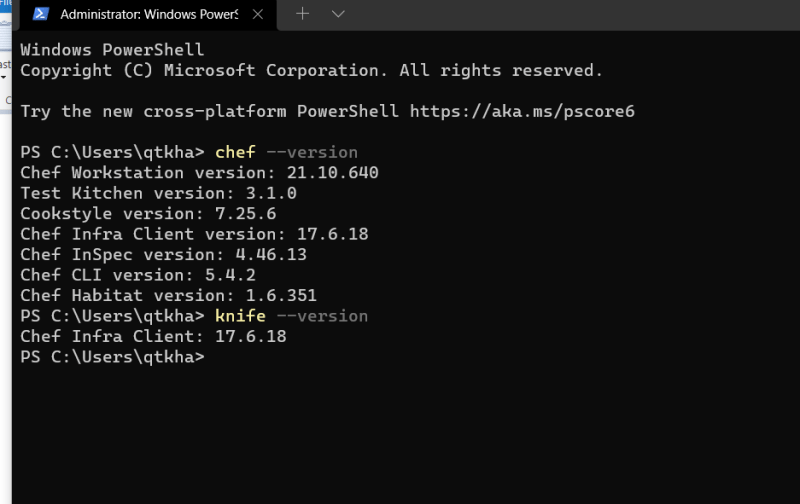 Administrator: Windows PowerS
Windows PowerShell
Copyright (C) Microsoft Corporation. All rights reserved.
Try the new cross-platform PowerShell https://aka.ms/pscore6
PS C:\Users\qtkha> chef --version
Chef Workstation version: 21.10.640
Test Kitchen version: 3.1.0
Cookstyle version: 7.25.6
Chef Infra Client version: 17.6.18
Chef InSpec version: 4.46.13
Chef CLI version: 5.4.2
Chef Habitat version: 1.6.351
PS C:\Users\qtkha> knife --version
Chef Infra Client: 17.6.18
PS C:\Users\qtkha>